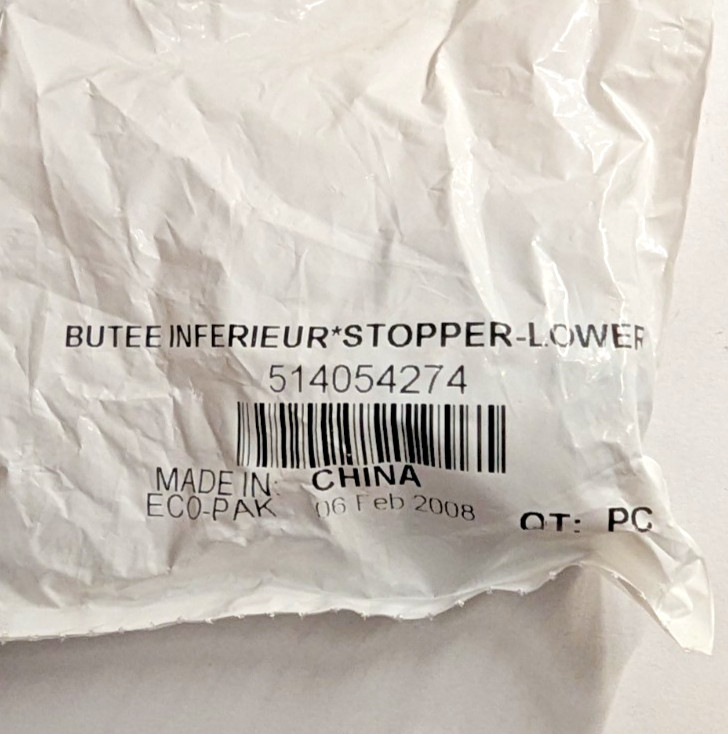 BUTEE INFERIEUR*STOPPER-LOWER
514054274
MADE IN: CHINA
ECO-PAK 06 Feb 2008
QT: PC